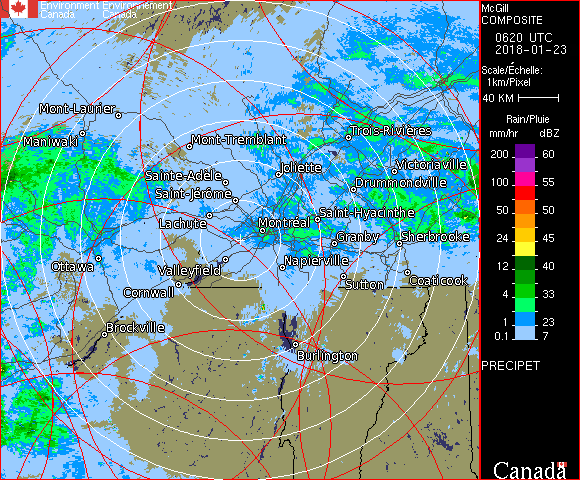 Environment Environnement
Canada Canada
McGill
COMPOSITE
0620 UTC
2018-01-23
Scale/Échelle:
1km/Pixel
40 KM
Rain/Pluie
mm/hr dBZ
200 60
150 57
100 55
50 50
24 45
12 40
4 33
1 23
0.1 7
PRECIPET
Canada
Mont-Laurier
Maniwaki
Mont-Tremblant
Trois-Rivières
Sainte-Adèle
Joliette
Victoriaville
Saint-Jérôme
Drummondville
Lachute
Montréal
Saint-Hyacinthe
Granby
Sherbrooke
Ottawa
Valleyfield
Napierville
Cornwall
Sutton
Coaticook
Brockville
Burlington